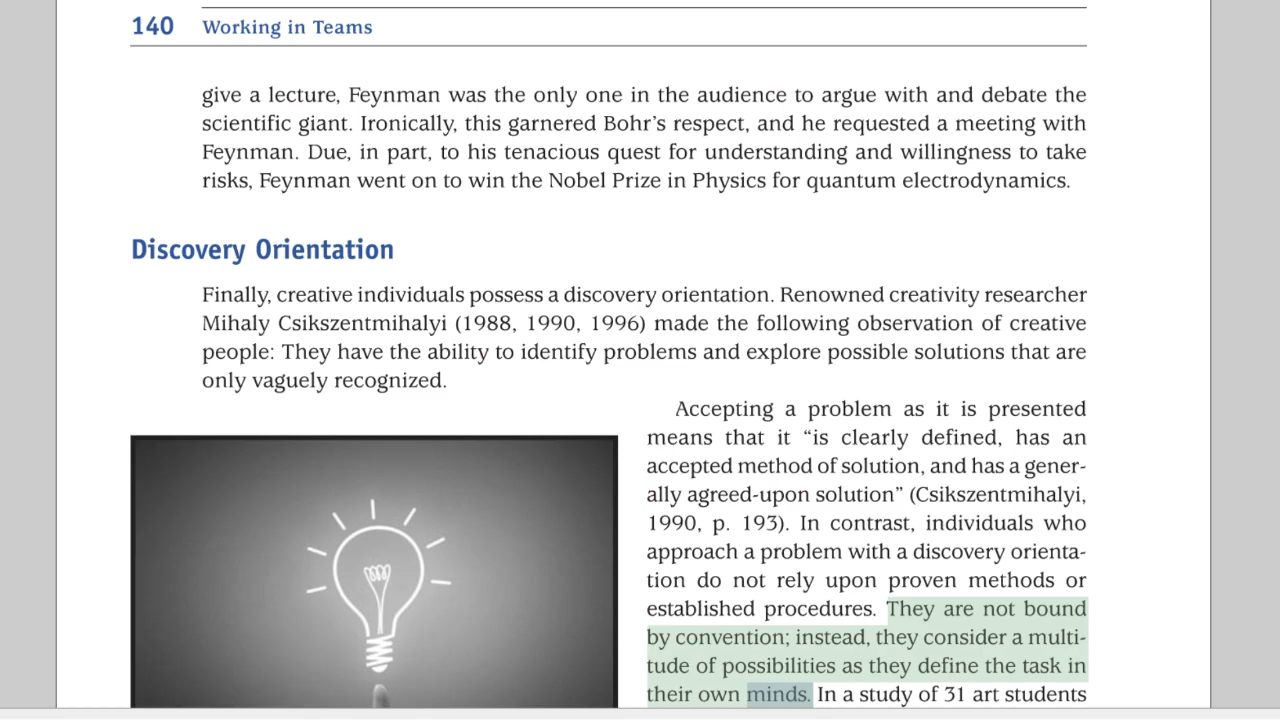 140 Working in Teams
give a lecture, Feynman was the only one in the audience to argue with and debate the
scientific giant. Ironically, this garnered Bohr's respect, and he requested a meeting with
Feynman. Due, in part, to his tenacious quest for understanding and willingness to take
risks, Feynman went on to win the Nobel Prize in Physics for quantum electrodynamics.
Discovery Orientation
Finally, creative individuals possess a discovery orientation. Renowned creativity researcher
Mihaly Csikszentmihalyi (1988, 1990, 1996) made the following observation of creative
people: They have the ability to identify problems and explore possible solutions that are
only vaguely recognized.
Accepting a problem as it is presented
means that it “is clearly defined, has an
accepted method of solution, and has a gener-
ally agreed-upon solution” (Csikszentmihalyi,
1990, p. 193). In contrast, individuals who
approach a problem with a discovery orienta-
tion do not rely upon proven methods or
established procedures. They are not bound
by convention; instead, they consider a multi-
tude of possibilities as they define the task in
their own minds. In a study of 31 art students